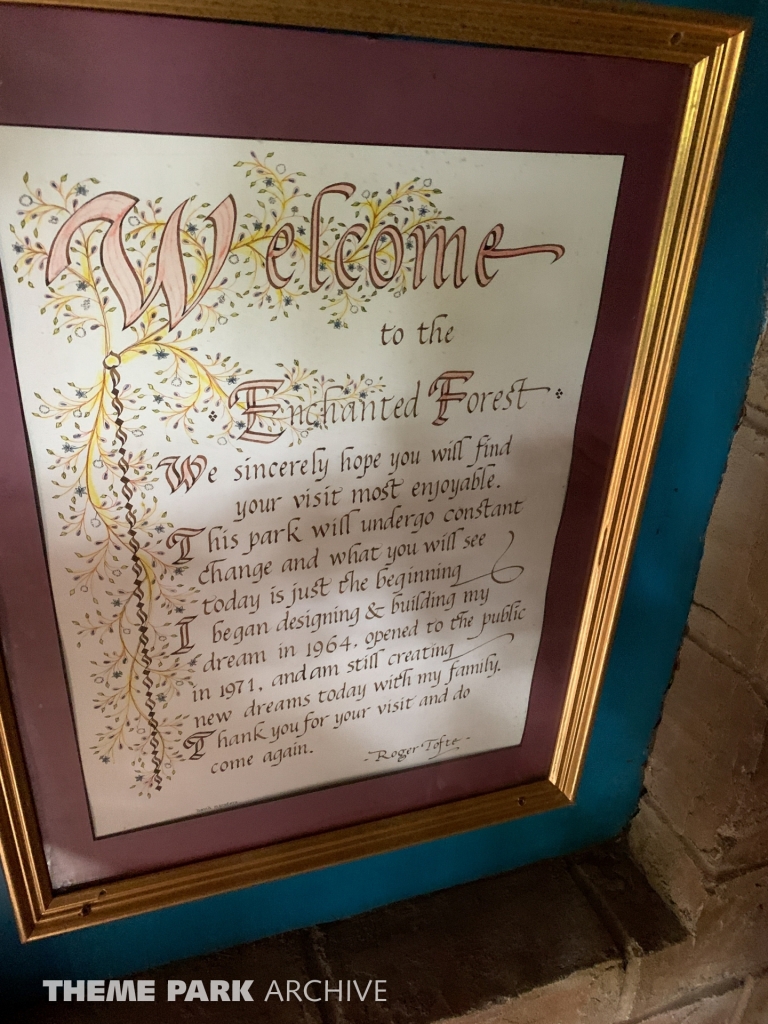 Welcome
to the
Enchanted Forest
We sincerely hope you will find
your visit most enjoyable.
This park will undergo constant
change and what you will see
today is just the beginning
I began designing & building my
dream in 1964, opened to the public
in 1971, and am still creating
new dreams today with my family.
Thank you for your visit and do
come again.
-Roger Tofte-
THEME PARK ARCHIVE